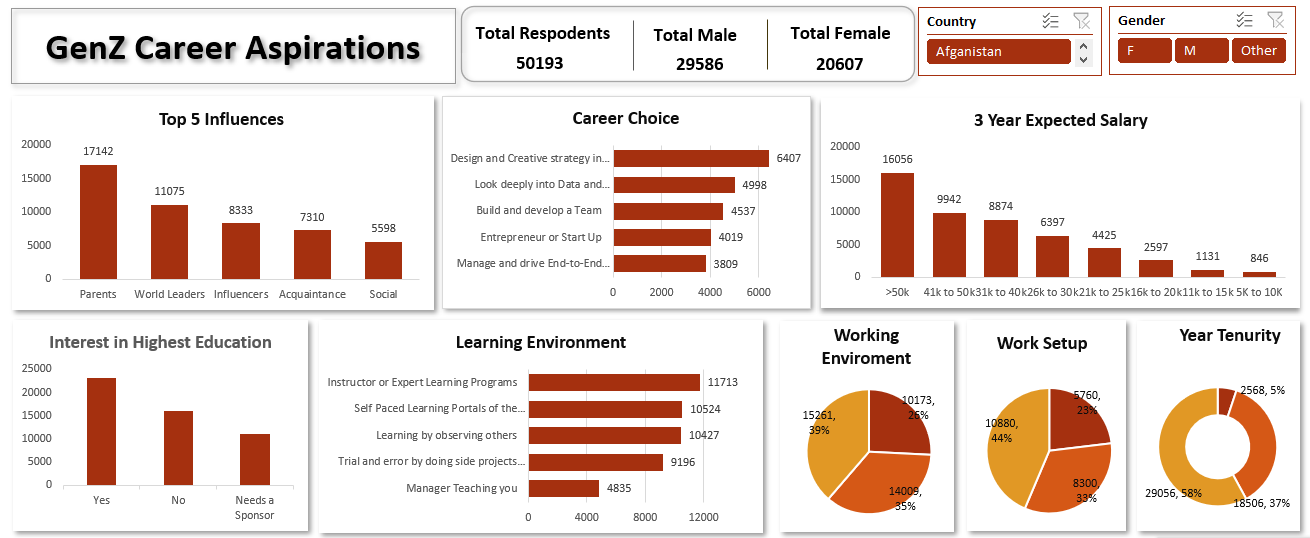 GenZ Career Aspirations
Total Respodents
50193
Total Male
29586
Total Female
20607
Country
Afganistan
Gender
F
M
Other
Top 5 Influences
20000
15000
10000
5000
0
17142
11075
8333
7310
5598
Parents
World Leaders
Influencers
Acquaintance
Social
Career Choice
Design and Creative strategy in... 6407
Look deeply into Data and... 4998
Build and develop a Team 4537
Entrepreneur or Start Up 4019
Manage and drive End-to-End... 3809
0 2000 4000 6000
3 Year Expected Salary
20000
15000
10000
5000
0
16056
9942
8874
6397
4425
2597
1131
846
>50k
41k to 50k
31k to 40k
26k to 30k
21k to 25k
16k to 20k
11k to 15k
5K to 10K
Interest in Highest Education
25000
20000
15000
10000
5000
0
Yes
No
Needs a
Sponsor
Learning Environment
Instructor or Expert Learning Programs 11713
Self Paced Learning Portals of the... 10524
Learning by observing others 10427
Trial and error by doing side projects... 9196
Manager Teaching you 4835
0 4000 8000 12000
Working
Enviroment
10173,
26%
14009,
35%
15261,
39%
Work Setup
5760,
23%
8300,
33%
10880,
44%
Year Tenurity
2568, 5%
18506, 37%
29056, 58%